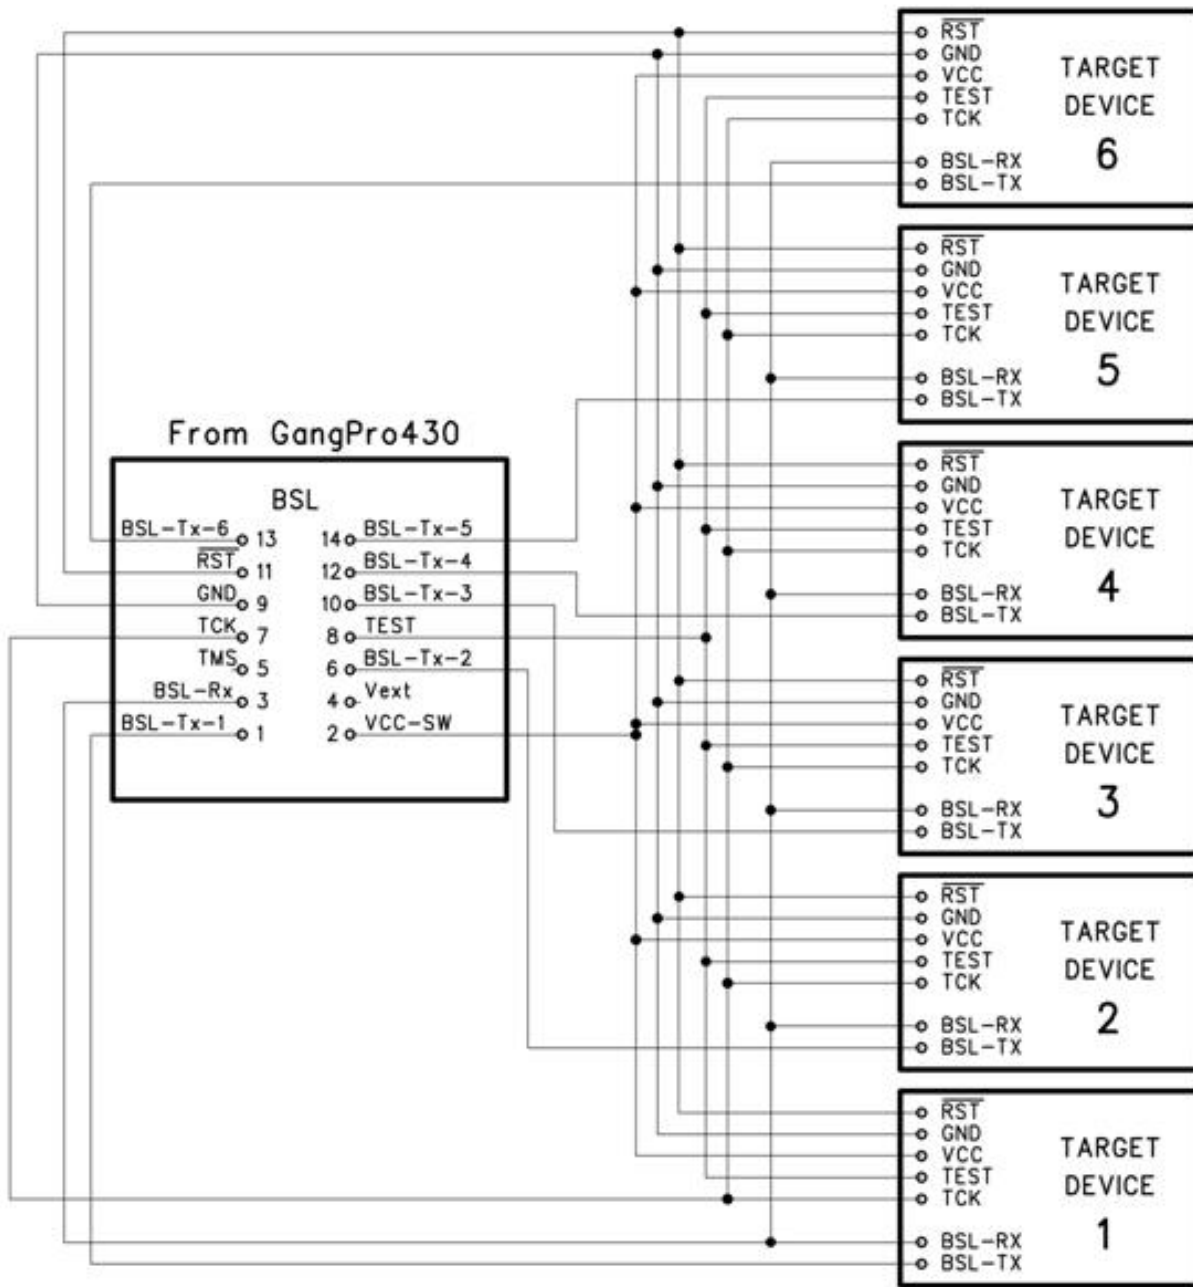 RST
GND
VCC
TEST
TCK
BSL-RX
BSL-TX
TARGET
DEVICE
6
RST
GND
VCC
TEST
TCK
BSL-RX
BSL-TX
TARGET
DEVICE
5
From GangPro430
BSL
BSL-Tx-6 13 14 BSL-Tx-5
RST 11 12 BSL-Tx-4
GND 9 10 BSL-Tx-3
TCK 7 8 TEST
TMS 5 6 BSL-Tx-2
BSL-Rx 3 4 Vext
BSL-Tx-1 1 2 VCC-SW
RST
GND
VCC
TEST
TCK
BSL-RX
BSL-TX
TARGET
DEVICE
4
RST
GND
VCC
TEST
TCK
BSL-RX
BSL-TX
TARGET
DEVICE
3
RST
GND
VCC
TEST
TCK
BSL-RX
BSL-TX
TARGET
DEVICE
2
RST
GND
VCC
TEST
TCK
BSL-RX
BSL-TX
TARGET
DEVICE
1